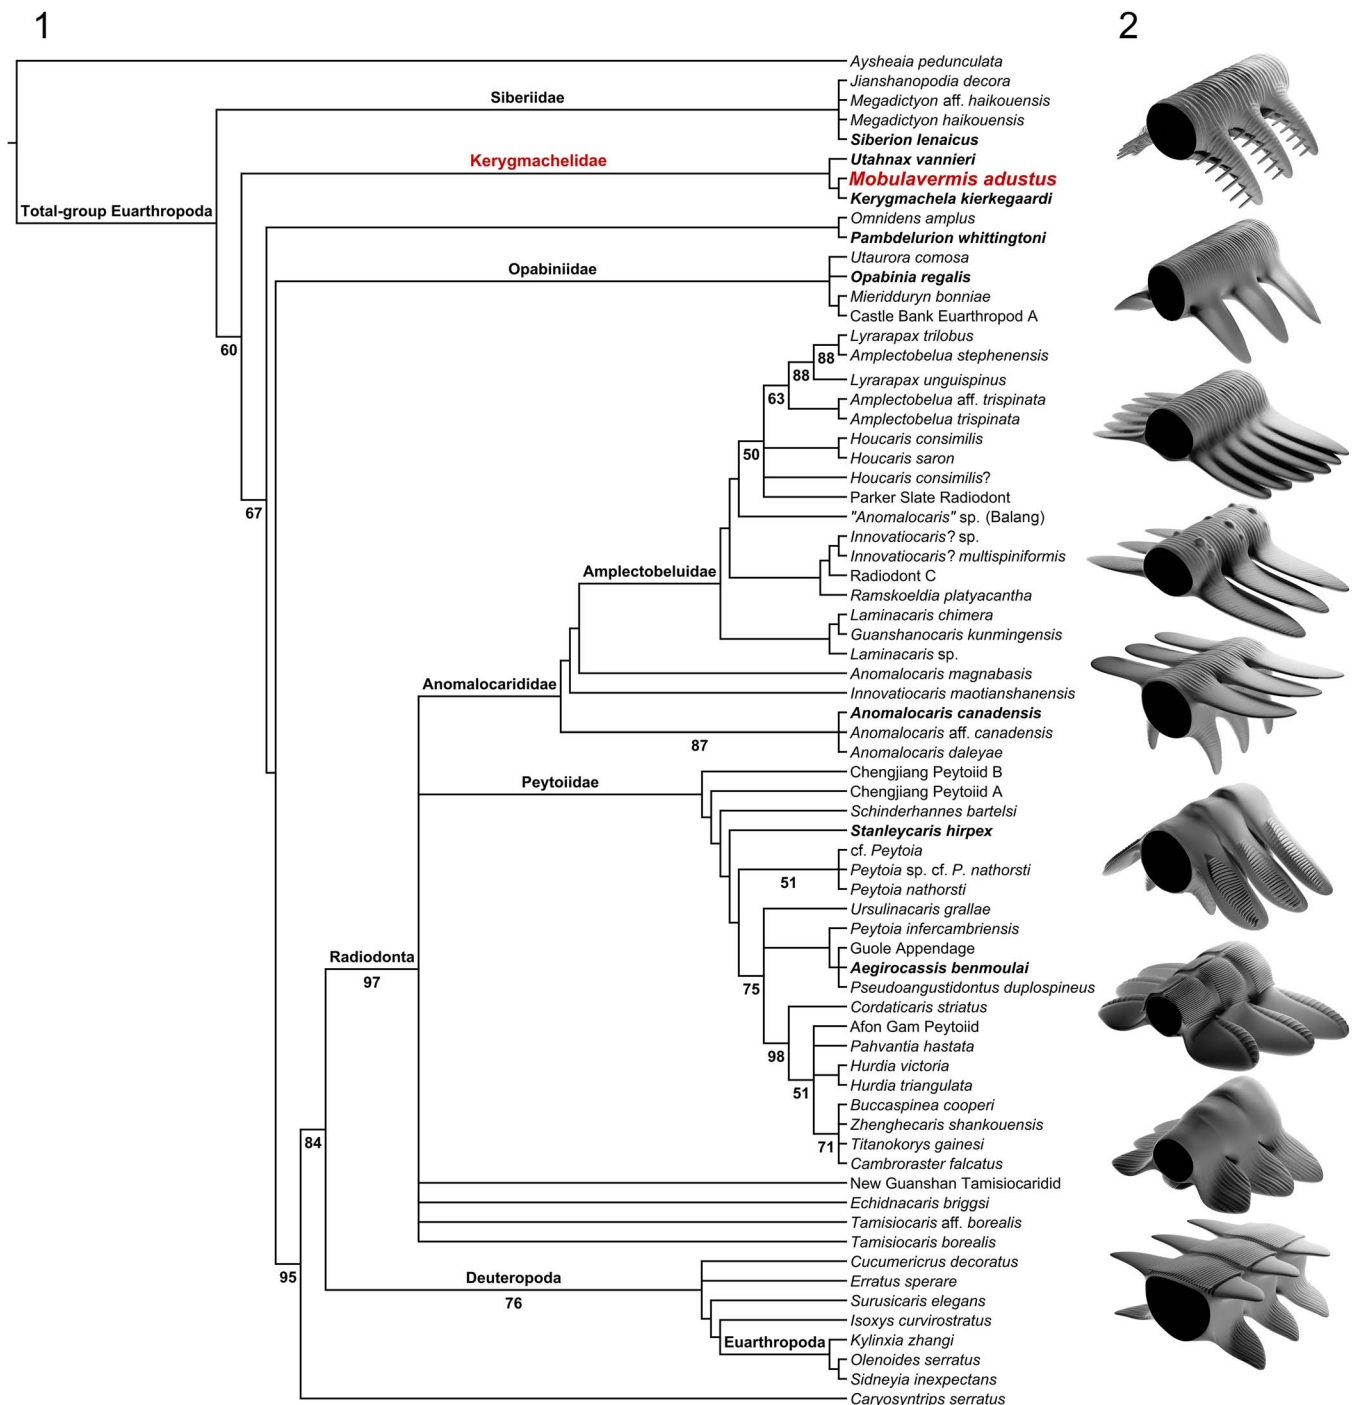 1
2
Aysheaia pedunculata
Jianshanopodia decora
Siberiidae
Megadictyon aff. haikouensis
Megadictyon haikouensis
Siberion lenaicus
Kerygmachelidae
Utahnax vannieri
Mobulavermis adustus
Kerygmachela kierkegaardi
Total-group Euarthropoda
Omnidens amplus
Pambdelurion whittingtoni
Utaurora comosa
Opabiniidae
Opabinia regalis
Mieridduryn bonniae
Castle Bank Euarthropod A
Lyrarapax trilobus
60
88
Amplectobelua stephenensis
88
Lyrarapax unguispinus
63
Amplectobelua aff. trispinata
Amplectobelua trispinata
Houcaris consimilis
50
Houcaris saron
Houcaris consimilis?
Parker Slate Radiodont
67
"Anomalocaris" sp. (Balang)
Innovatiocaris? sp.
Innovatiocaris? multispiniformis
Amplectobeluidae
Radiodont C
Ramskoeldia platyacantha
Laminacaris chimera
Guanshanocaris kunmingensis
Laminacaris sp.
Anomalocaris magnabasis
Anomalocarididae
Innovatiocaris maotianshanensis
Anomalocaris canadensis
Anomalocaris aff. canadensis
87
Anomalocaris daleyae
Chengjiang Peytoiid B
Peytoiidae
Chengjiang Peytoiid A
Schinderhannes bartelsi
Stanleycaris hirpex
cf. Peytoia
Peytoia sp. cf. P. nathorsti
51
Peytoia nathorsti
Ursulinacaris grallae
Peytoia infercambriensis
Guole Appendage
Radiodonta
Aegirocassis benmoulai
97
75
Pseudoangustidontus duplospineus
Cordaticaris striatus
Afon Gam Peytoiid
Pahvantia hastata
98
Hurdia victoria
Hurdia triangulata
51
Buccaspinea cooperi
Zhenghecaris shankouensis
84
71
Titanokorys gainesi
Cambroraster falcatus
New Guanshan Tamisiocaridid
Echidnacaris briggsi
Tamisiocaris aff. borealis
Tamisiocaris borealis
Cucumericrus decoratus
95
Deuteropoda
Erratus sperare
76
Surusicaris elegans
Isoxys curvirostratus
Euarthropoda
Kylinxia zhangi
Olenoides serratus
Sidneyia inexpectans
Caryosyntrips serratus